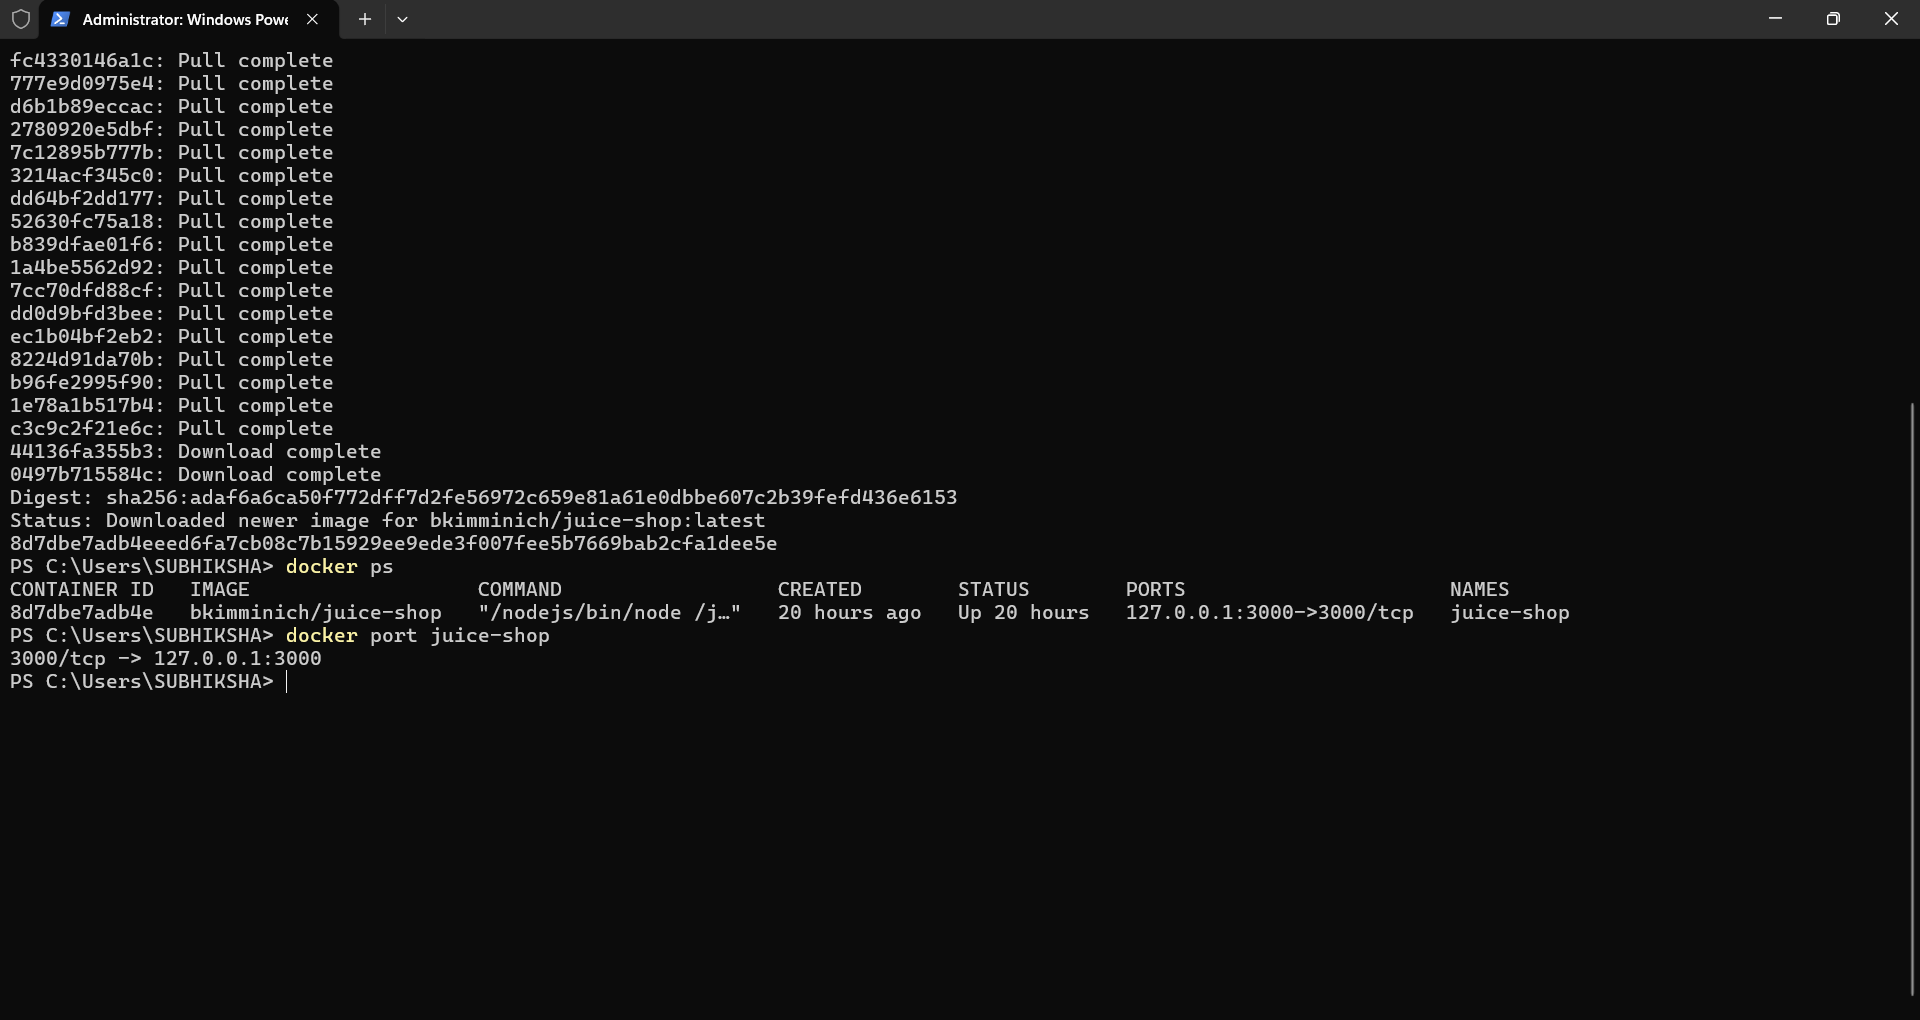 Administrator: Windows Powe
fc4330146a1c: Pull complete
777e9d0975e4: Pull complete
d6b1b89eccac: Pull complete
2780920e5dbf: Pull complete
7c12895b777b: Pull complete
3214acf345c0: Pull complete
dd64bf2dd177: Pull complete
52630fc75a18: Pull complete
b839dfae01f6: Pull complete
1a4be5562d92: Pull complete
7cc70dfd88cf: Pull complete
dd0d9bfd3bee: Pull complete
ec1b04bf2eb2: Pull complete
8224d91da70b: Pull complete
b96fe2995f90: Pull complete
1e78a1b517b4: Pull complete
c3c9c2f21e6c: Pull complete
44136fa355b3: Download complete
0497b715584c: Download complete
Digest: sha256:adaf6a6ca50f772dff7d2fe56972c659e81a61e0dbbe607c2b39fefd436e6153
Status: Downloaded newer image for bkimminich/juice-shop:latest
8d7dbe7adb4eeed6fa7cb08c7b15929ee9ede3f007fee5b7669bab2cfa1dee5e
PS C:\Users\SUBHIKSHA> docker ps
CONTAINER ID   IMAGE                   COMMAND                  CREATED        STATUS        PORTS                      NAMES
8d7dbe7adb4e   bkimminich/juice-shop   "/nodejs/bin/node /j…"   20 hours ago   Up 20 hours   127.0.0.1:3000->3000/tcp   juice-shop
PS C:\Users\SUBHIKSHA> docker port juice-shop
3000/tcp -> 127.0.0.1:3000
PS C:\Users\SUBHIKSHA>